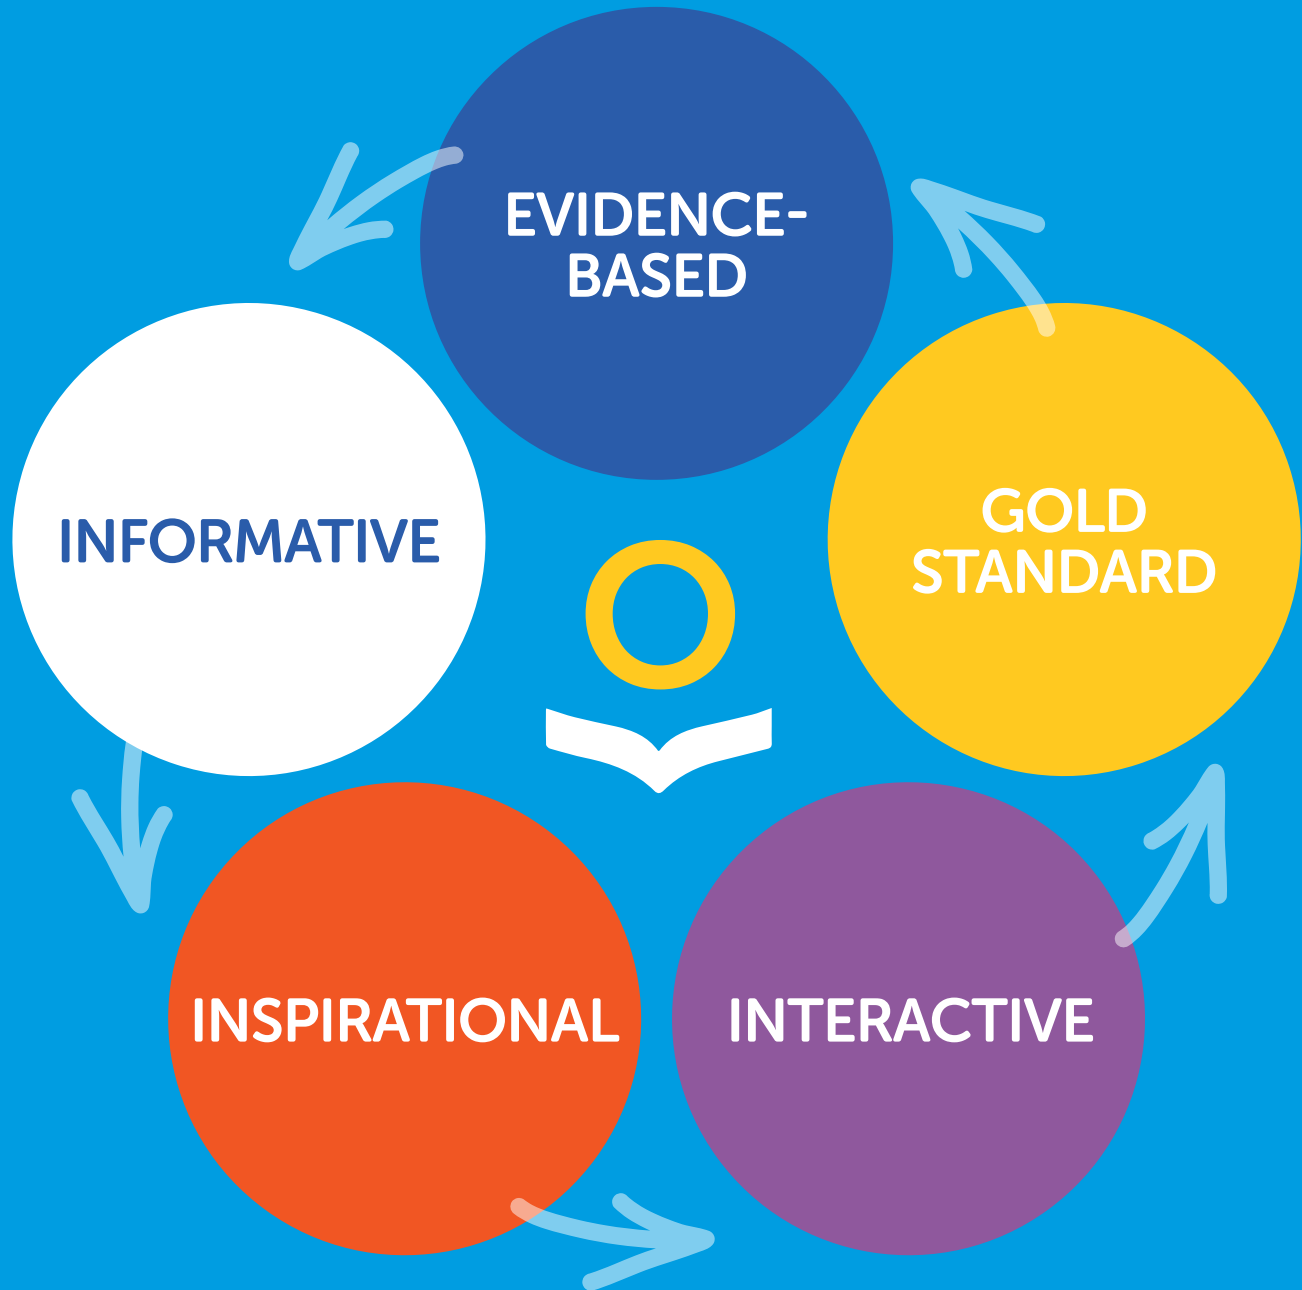 EVIDENCE-
BASED
INFORMATIVE
GOLD
STANDARD
INSPIRATIONAL
INTERACTIVE